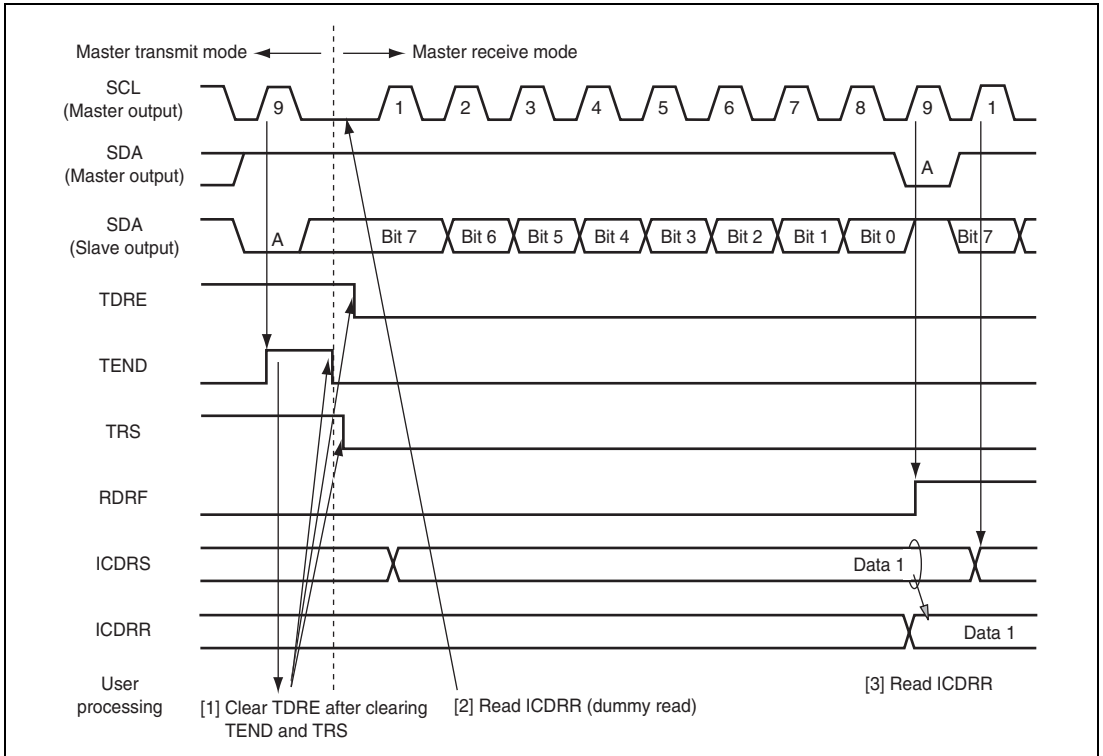 Master transmit mode
Master receive mode
SCL
(Master output)
9
1
2
3
4
5
6
7
8
9
1
SDA
(Master output)
A
SDA
(Slave output)
A
Bit 7
Bit 6
Bit 5
Bit 4
Bit 3
Bit 2
Bit 1
Bit 0
Bit 7
TDRE
TEND
TRS
RDRF
ICDRS
Data 1
ICDRR
Data 1
User
processing
[1] Clear TDRE after clearing
TEND and TRS
[2] Read ICDRR (dummy read)
[3] Read ICDRR